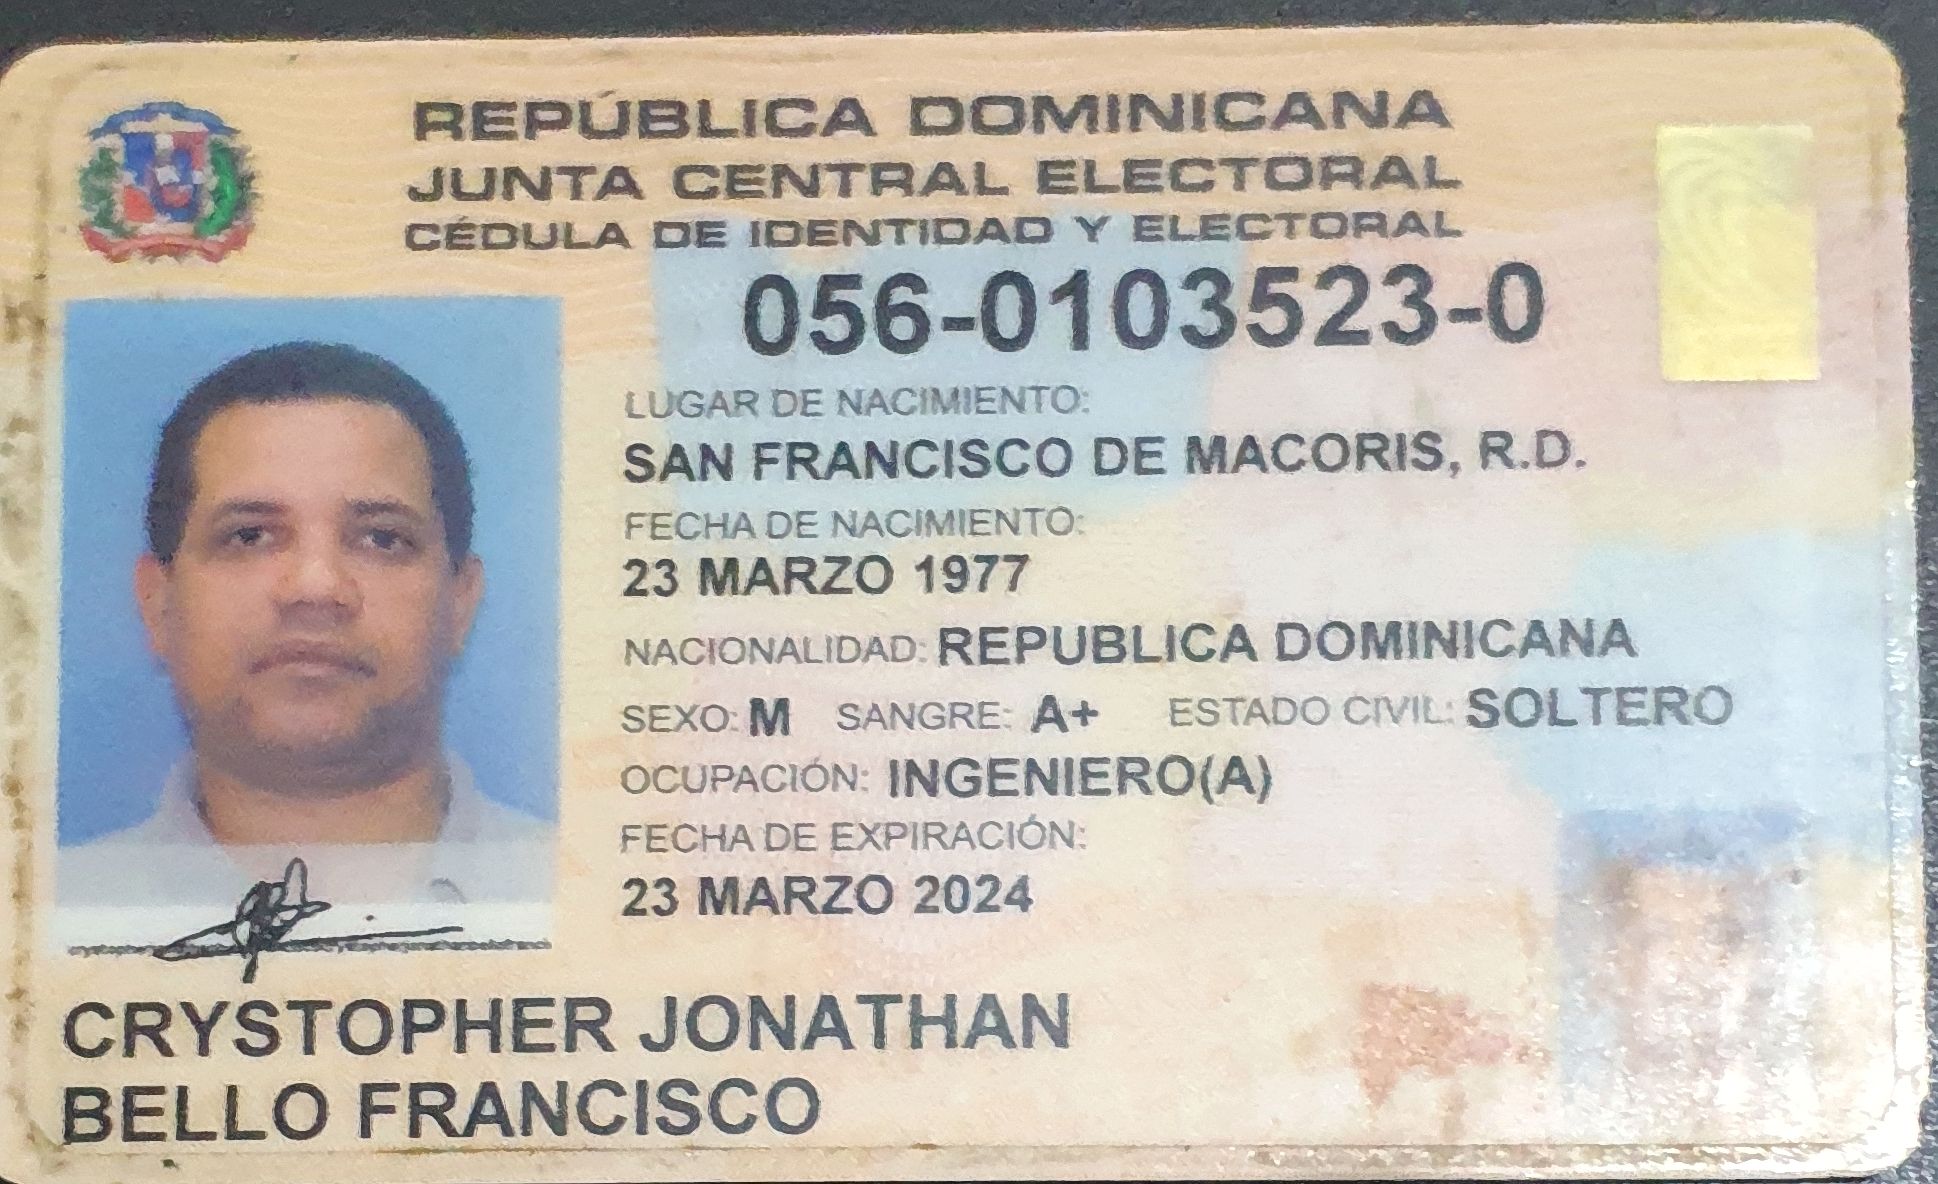 REPÚBLICA DOMINICANA
JUNTA CENTRAL ELECTORAL
CÉDULA DE IDENTIDAD Y ELECTORAL
056-0103523-0
LUGAR DE NACIMIENTO:
SAN FRANCISCO DE MACORIS, R.D.
FECHA DE NACIMIENTO:
23 MARZO 1977
NACIONALIDAD: REPUBLICA DOMINICANA
SEXO: M SANGRE: A+ ESTADO CIVIL: SOLTERO
OCUPACIÓN: INGENIERO(A)
FECHA DE EXPIRACIÓN:
23 MARZO 2024
CRYSTOPHER JONATHAN
BELLO FRANCISCO